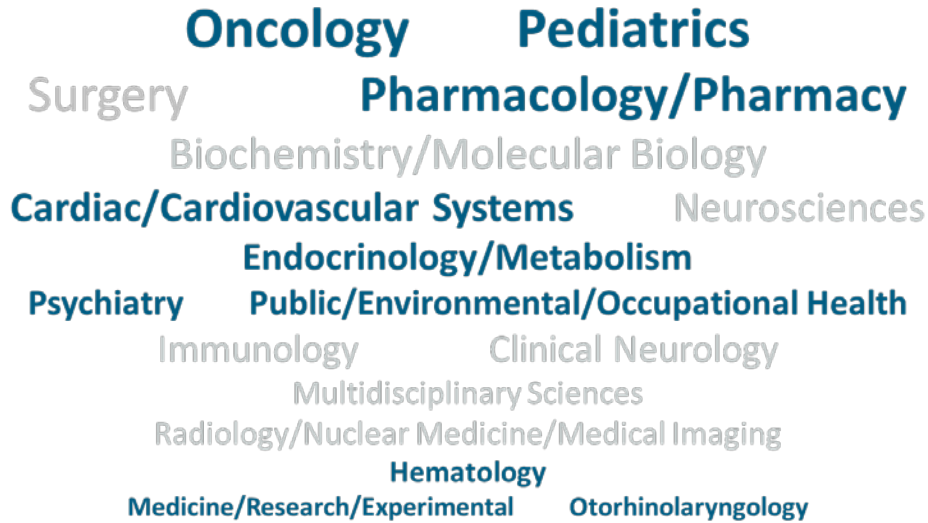 Oncology Pediatrics
Surgery Pharmacology/Pharmacy
Biochemistry/Molecular Biology
Cardiac/Cardiovascular Systems Neurosciences
Endocrinology/Metabolism
Psychiatry Public/Environmental/Occupational Health
Immunology Clinical Neurology
Multidisciplinary Sciences
Radiology/Nuclear Medicine/Medical Imaging
Hematology
Medicine/Research/Experimental Otorhinolaryngology